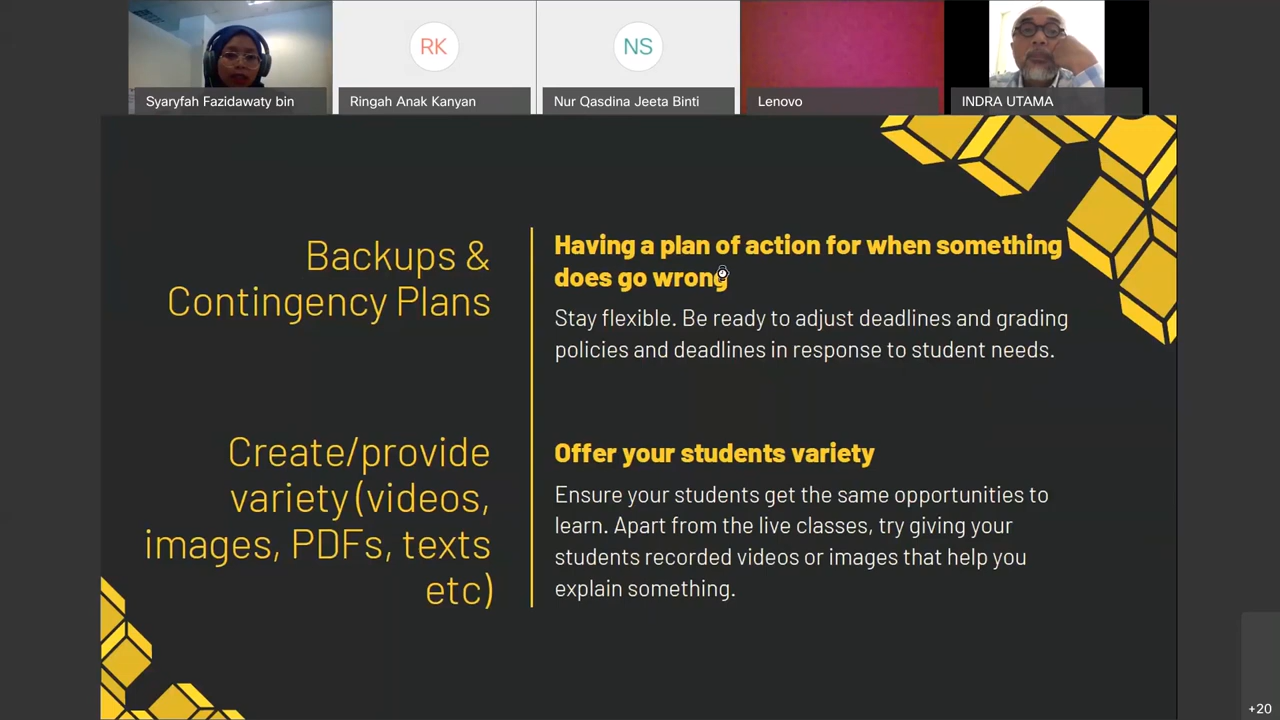 RK
NS
Syaryfah Fazidawaty bin
Ringah Anak Kanyan
Nur Qasdina Jeeta Binti
Lenovo
INDRA UTAMA
Backups &
Contingency Plans
Having a plan of action for when something
does go wrong
Stay flexible. Be ready to adjust deadlines and grading
policies and deadlines in response to student needs.
Create/provide
variety (videos,
images, PDFs, texts
etc)
Offer your students variety
Ensure your students get the same opportunities to
learn. Apart from the live classes, try giving your
students recorded videos or images that help you
explain something.
+20